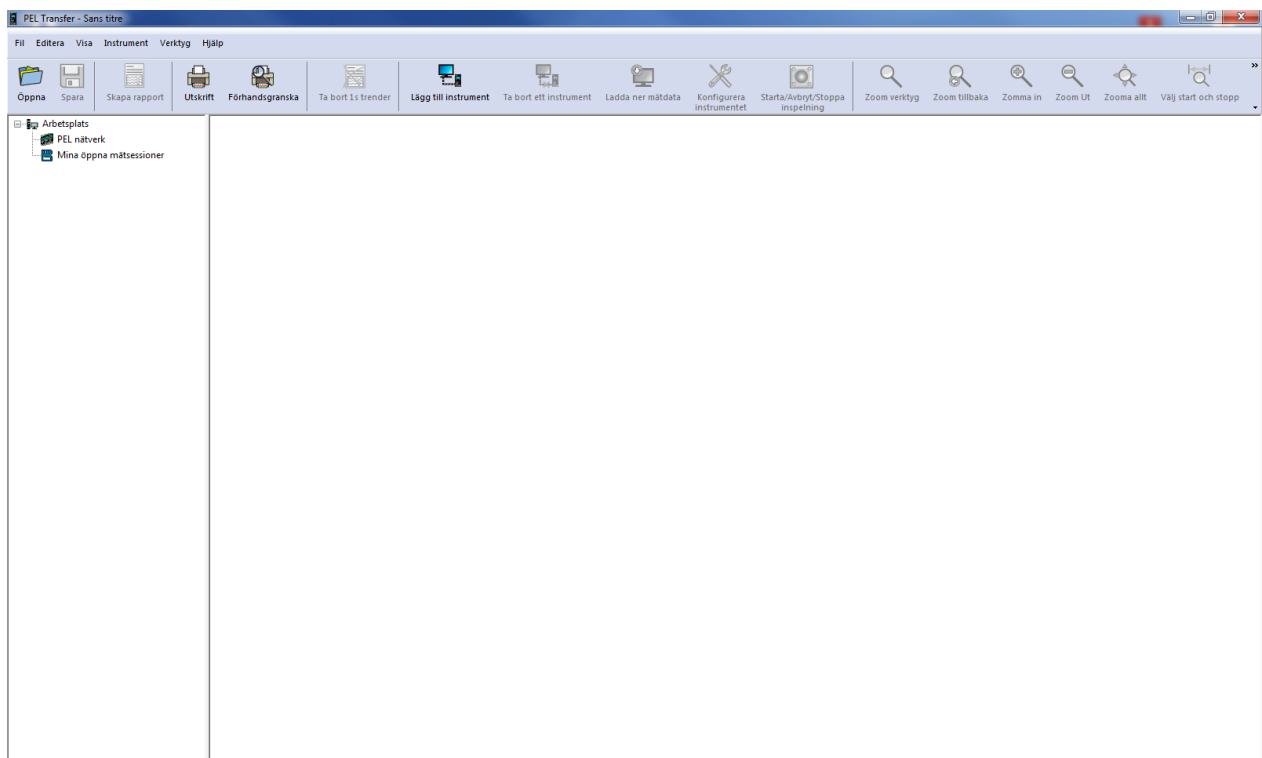 PEL Transfer - Sans titre
Fil Editera Visa Instrument Verktyg Hjälp
Öppna Spara Skapa rapport Utskrift Förhandsgranska Ta bort 1s trender Lägg till instrument Ta bort ett instrument Ladda ner mätdata Konfigurera instrumentet Starta/Avbryt/Stoppa inspelning Zoom verktyg Zoom tillbaka Zomma in Zoom Ut Zooma allt Välj start och stopp
Arbetsplats
PEL nätverk
Mina öppna mätsessioner